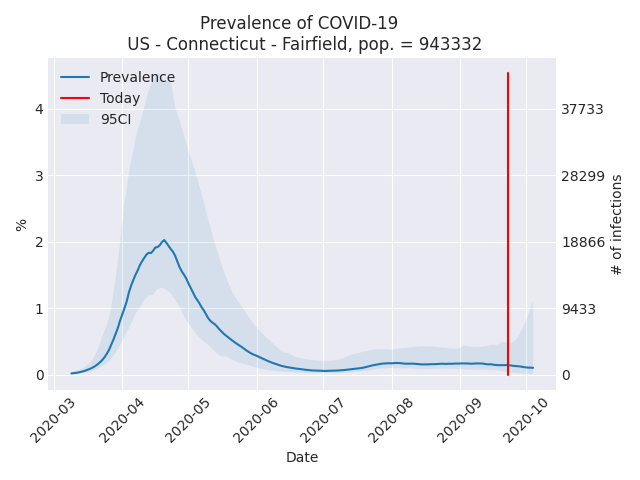 Prevalence of COVID-19
US - Connecticut - Fairfield, pop. = 943332
Prevalence
Today
95CI
4
3
2
1
0
%
37733
28299
18866
9433
0
# of infections
2020-03
2020-04
2020-05
2020-06
2020-07
2020-08
2020-09
2020-10
Date